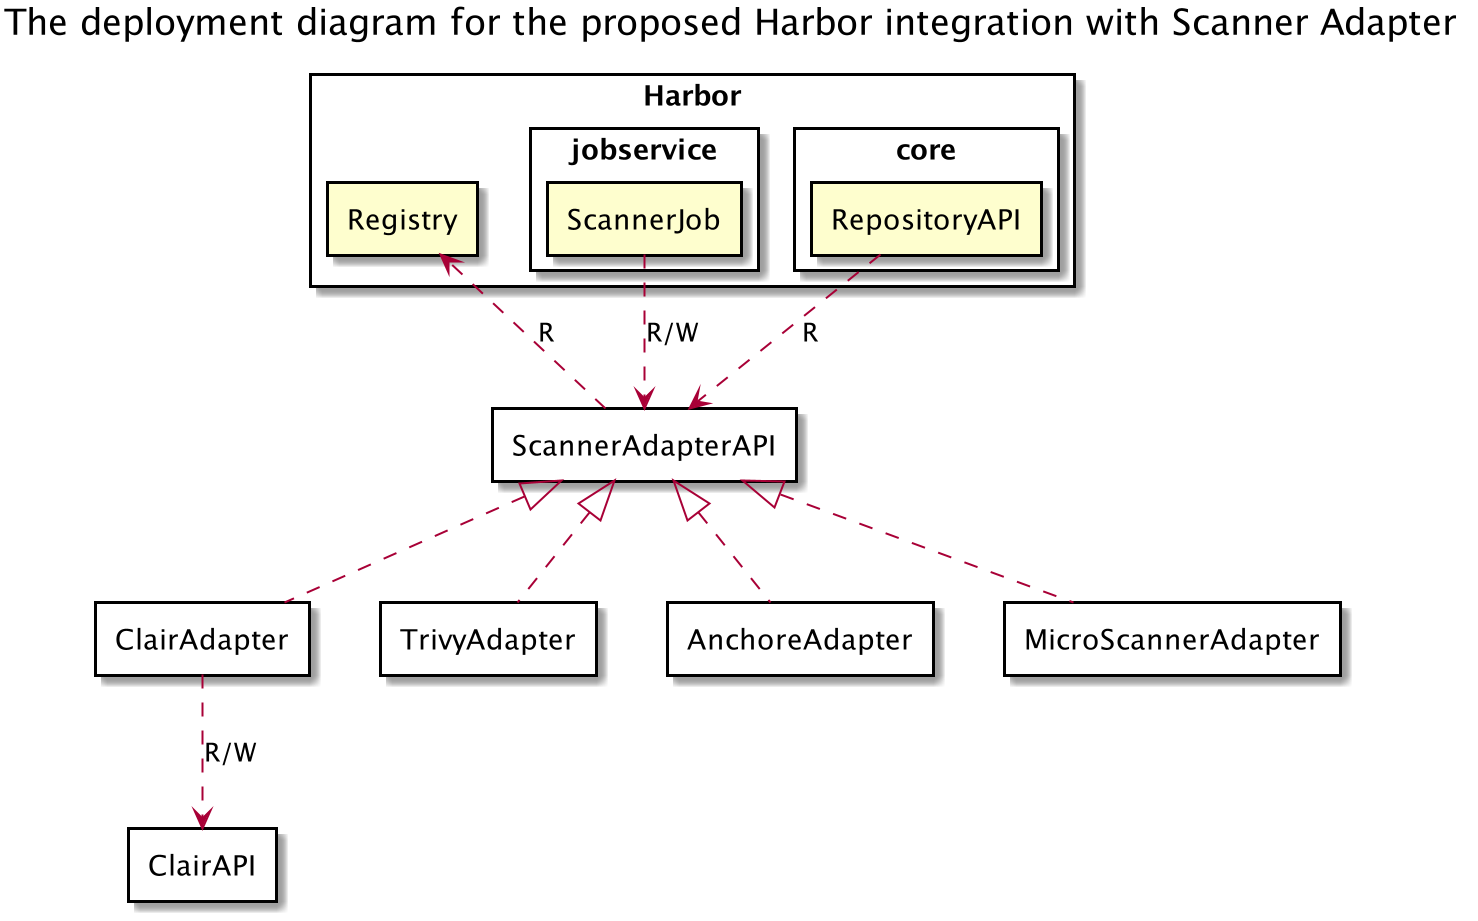 The deployment diagram for the proposed Harbor integration with Scanner Adapter
Harbor
jobservice
core
Registry
ScannerJob
RepositoryAPI
R
R/W
R
ScannerAdapterAPI
ClairAdapter
TrivyAdapter
AnchoreAdapter
MicroScannerAdapter
R/W
ClairAPI